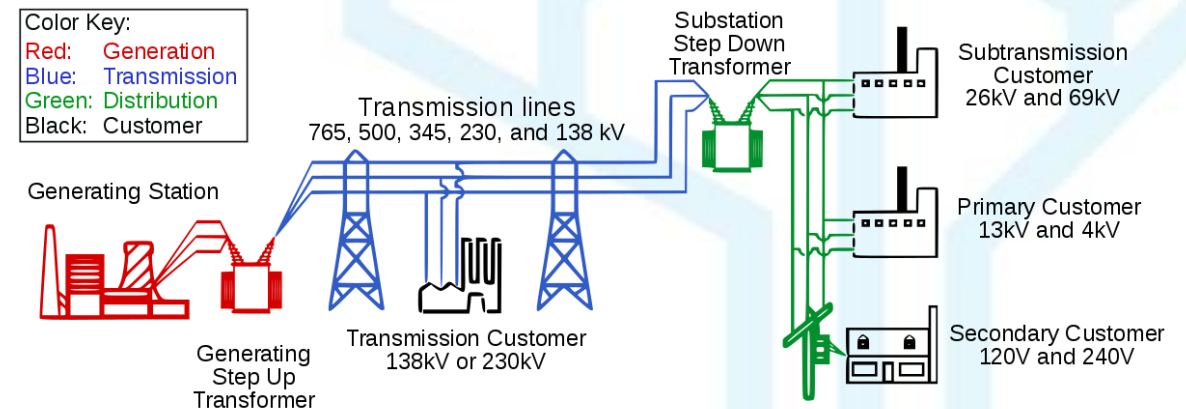 Color Key:
Red: Generation
Blue: Transmission
Green: Distribution
Black: Customer
Generating Station
Generating
Step Up
Transformer
Transmission lines
765, 500, 345, 230, and 138 kV
Transmission Customer
138kV or 230kV
Substation
Step Down
Transformer
Subtransmission
Customer
26kV and 69kV
Primary Customer
13kV and 4kV
Secondary Customer
120V and 240V